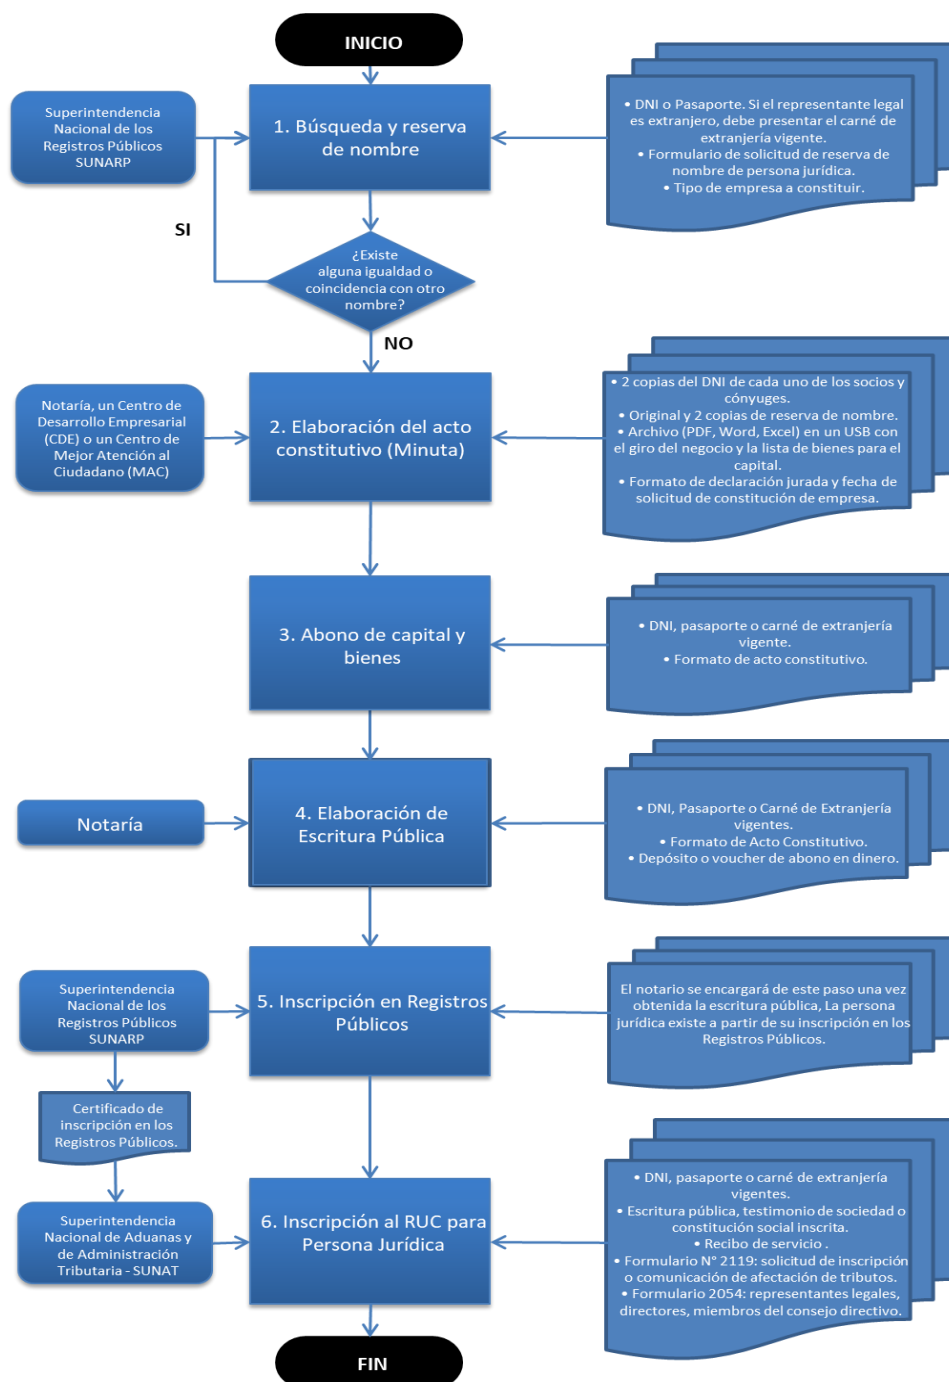 INICIO
Superintendencia
Nacional de los
Registros Públicos
SUNARP
1. Búsqueda y reserva
de nombre
• DNI o Pasaporte. Si el representante legal
es extranjero, debe presentar el carné de
extranjería vigente.
• Formulario de solicitud de reserva de
nombre de persona jurídica.
• Tipo de empresa a constituir.
SI
¿Existe
alguna igualdad o
coincidencia con otro
nombre?
NO
Notaría, un Centro de
Desarrollo Empresarial
(CDE) o un Centro de
Mejor Atención al
Ciudadano (MAC)
2. Elaboración del acto
constitutivo (Minuta)
• 2 copias del DNI de cada uno de los socios y
cónyuges.
• Original y 2 copias de reserva de nombre.
• Archivo (PDF, Word, Excel) en un USB con
el giro del negocio y la lista de bienes para el
capital.
• Formato de declaración jurada y fecha de
solicitud de constitución de empresa.
3. Abono de capital y
bienes
• DNI, pasaporte o carné de extranjería
vigente.
• Formato de acto constitutivo.
Notaría
4. Elaboración de
Escritura Pública
• DNI, Pasaporte o Carné de Extranjería
vigentes.
• Formato de Acto Constitutivo.
• Depósito o voucher de abono en dinero.
Superintendencia
Nacional de los
Registros Públicos
SUNARP
5. Inscripción en Registros
Públicos
El notario se encargará de este paso una vez
obtenida la escritura pública, La persona
jurídica existe a partir de su inscripción en los
Registros Públicos.
Certificado de
inscripción en los
Registros Públicos.
Superintendencia
Nacional de Aduanas y
de Administración
Tributaria - SUNAT
6. Inscripción al RUC para
Persona Jurídica
• DNI, pasaporte o carné de extranjería
vigentes.
• Escritura pública, testimonio de sociedad o
constitución social inscrita.
• Recibo de servicio .
• Formulario N° 2119: solicitud de inscripción
o comunicación de afectación de tributos.
• Formulario 2054: representantes legales,
directores, miembros del consejo directivo.
FIN